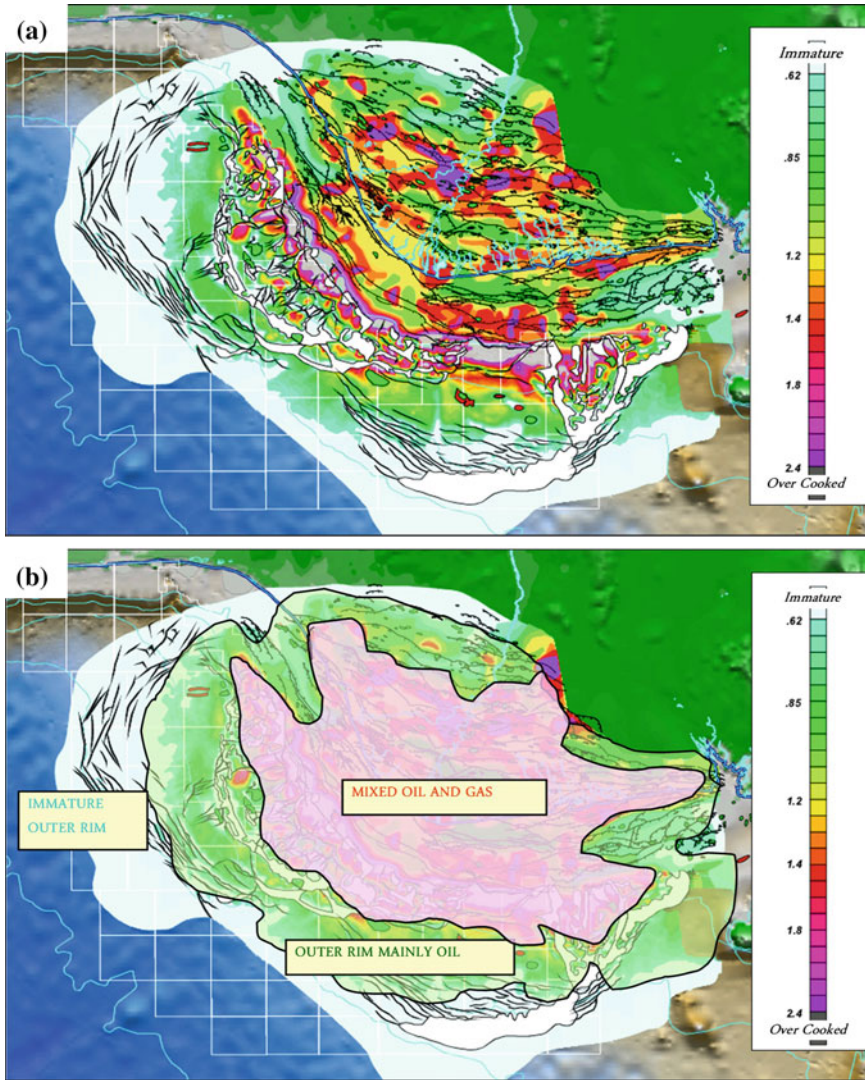 (a)
Immature
.62
.85
1.2
1.4
1.8
2.4
Over Cooked
(b)
Immature
.62
.85
1.2
1.4
1.8
2.4
Over Cooked
MIXED OIL AND GAS
IMMATURE
OUTER RIM
OUTER RIM MAINLY OIL